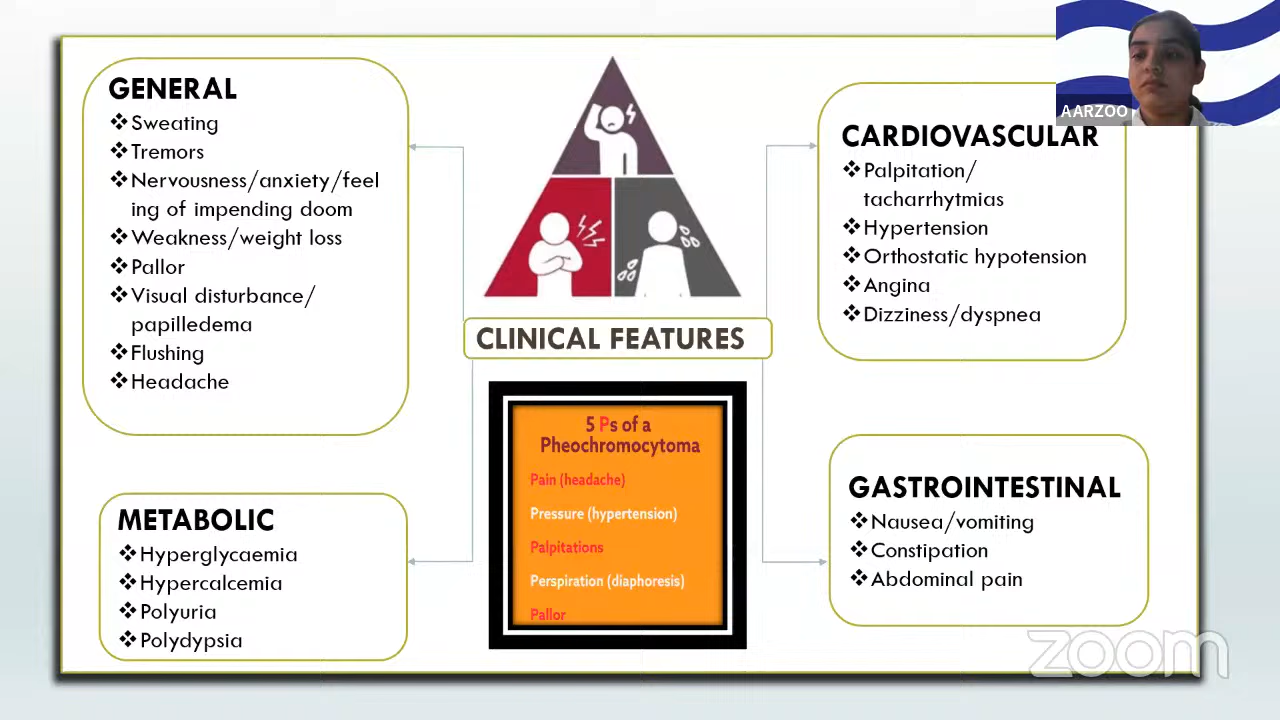 GENERAL
❖Sweating
❖Tremors
❖Nervousness/anxiety/feel
ing of impending doom
❖Weakness/weight loss
❖Pallor
❖Visual disturbance/
papilledema
❖Flushing
❖Headache
AARZOO
CARDIOVASCULAR
❖Palpitation/
tacharrhytmias
❖Hypertension
❖Orthostatic hypotension
❖Angina
❖Dizziness/dyspnea
CLINICAL FEATURES
5 Ps of a
Pheochromocytoma
Pain (headache)
Pressure (hypertension)
Palpitations
Perspiration (diaphoresis)
Pallor
METABOLIC
❖Hyperglycaemia
❖Hypercalcemia
❖Polyuria
❖Polydypsia
GASTROINTESTINAL
❖Nausea/vomiting
❖Constipation
❖Abdominal pain
zoom